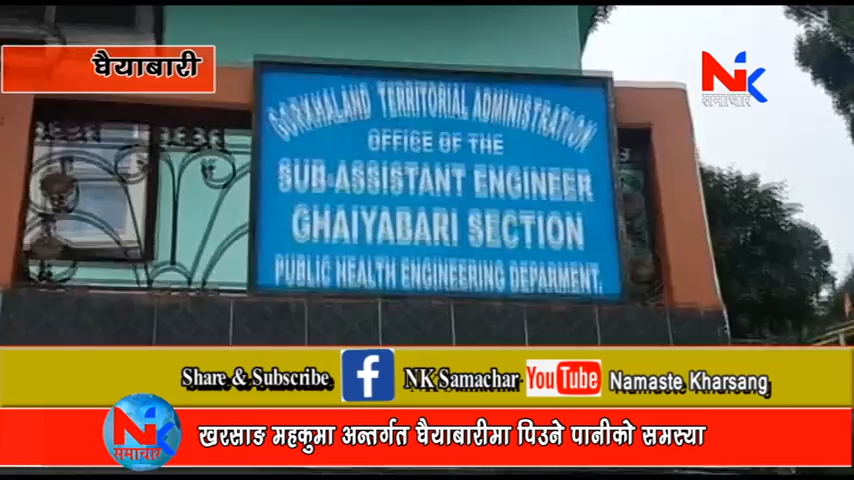 घैयाबारी
NK
समाचार
GORKHALAND TERRITORIAL ADMINISTRATION
OFFICE OF THE
SUB-ASSISTANT ENGINEER
GHAIYABARI SECTION
PUBLIC HEALTH ENGINEERING DEPARMENT.
Share & Subscribe f NK Samachar YouTube Namaste Kharsang
NK
समाचार
खरसाङ महकुमा अन्तर्गत घैयाबारीमा पिउने पानीको समस्या